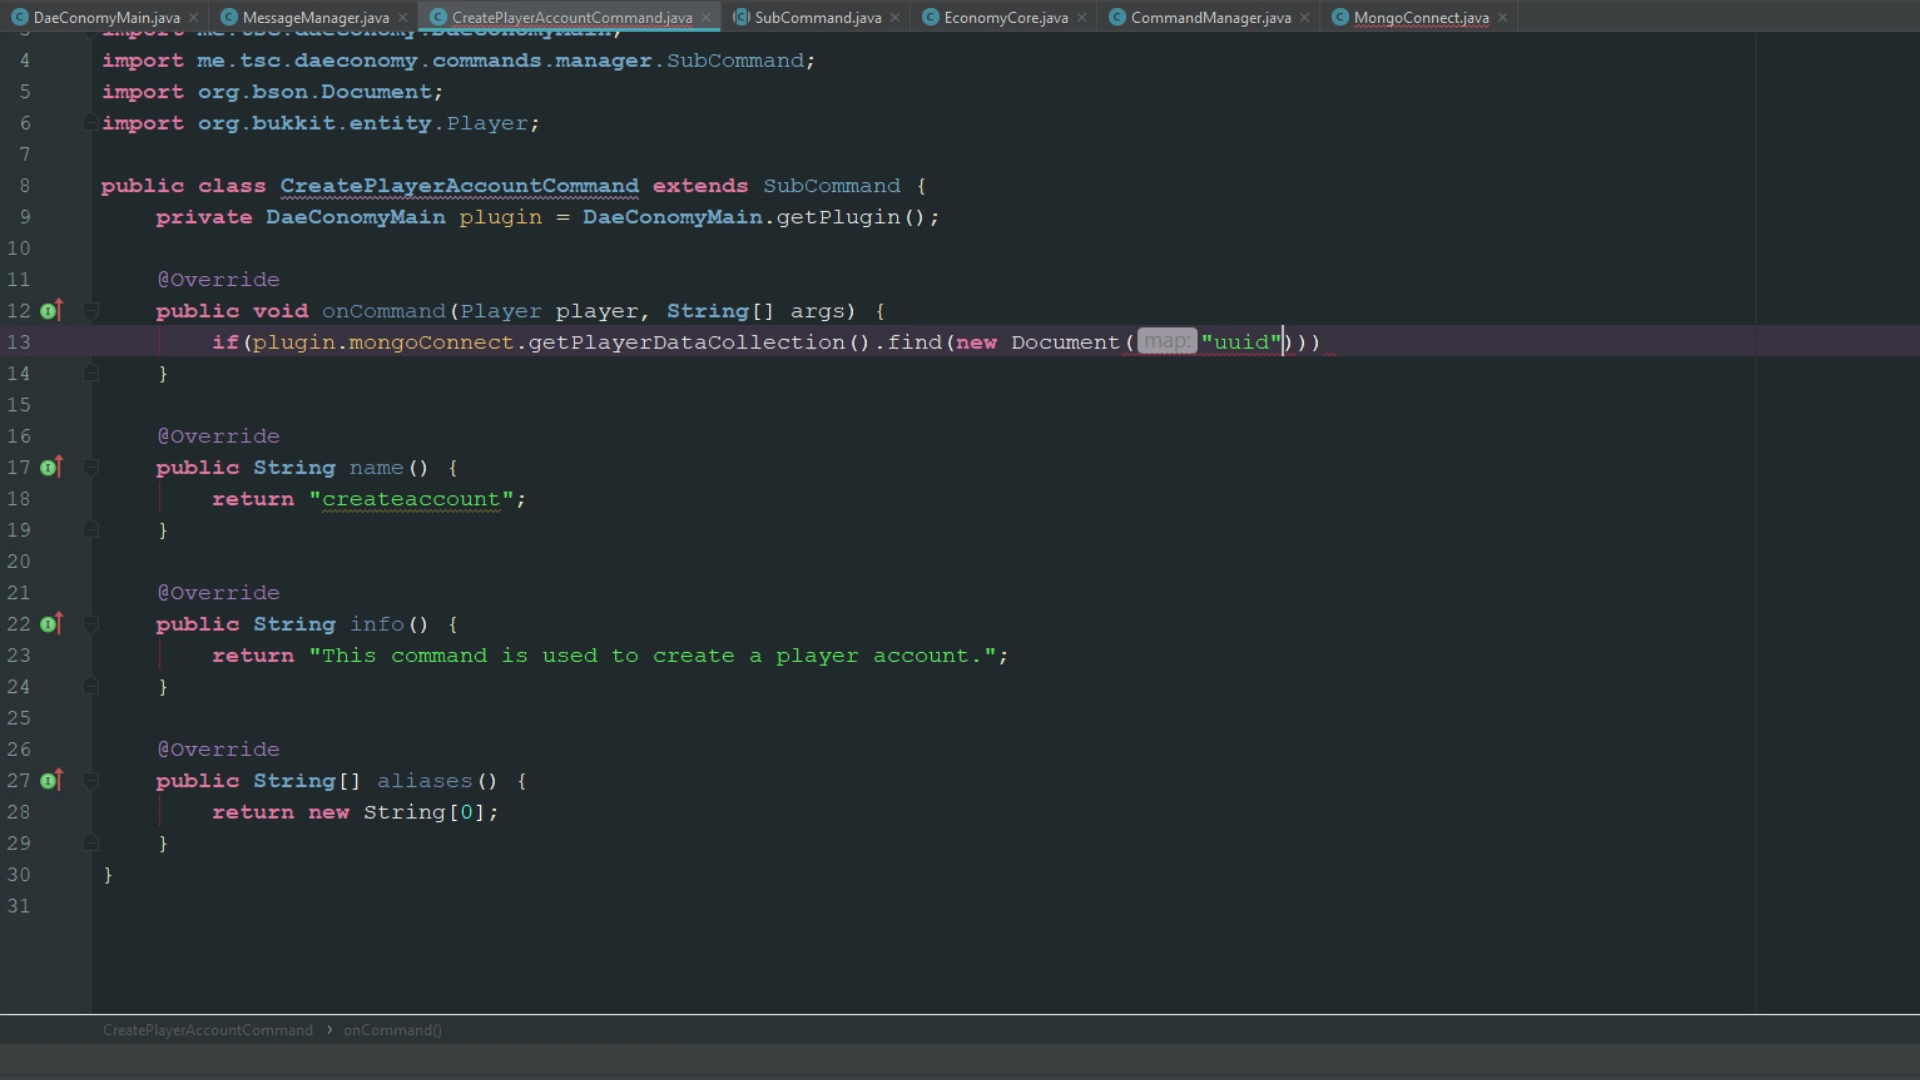 DaeConomyMain.java MessageManager.java CreatePlayerAccountCommand.java SubCommand.java EconomyCore.java CommandManager.java MongoConnect.java
3 import me.tsc.daeconomy.DaeConomyMain;
4 import me.tsc.daeconomy.commands.manager.SubCommand;
5 import org.bson.Document;
6 import org.bukkit.entity.Player;
7
8 public class CreatePlayerAccountCommand extends SubCommand {
9 private DaeConomyMain plugin = DaeConomyMain.getPlugin();
10
11 @Override
12 public void onCommand(Player player, String[] args) {
13 if(plugin.mongoConnect.getPlayerDataCollection().find(new Document( map: "uuid")))
14 }
15
16 @Override
17 public String name() {
18 return "createaccount";
19 }
20
21 @Override
22 public String info() {
23 return "This command is used to create a player account.";
24 }
25
26 @Override
27 public String[] aliases() {
28 return new String[0];
29 }
30 }
31
CreatePlayerAccountCommand › onCommand()